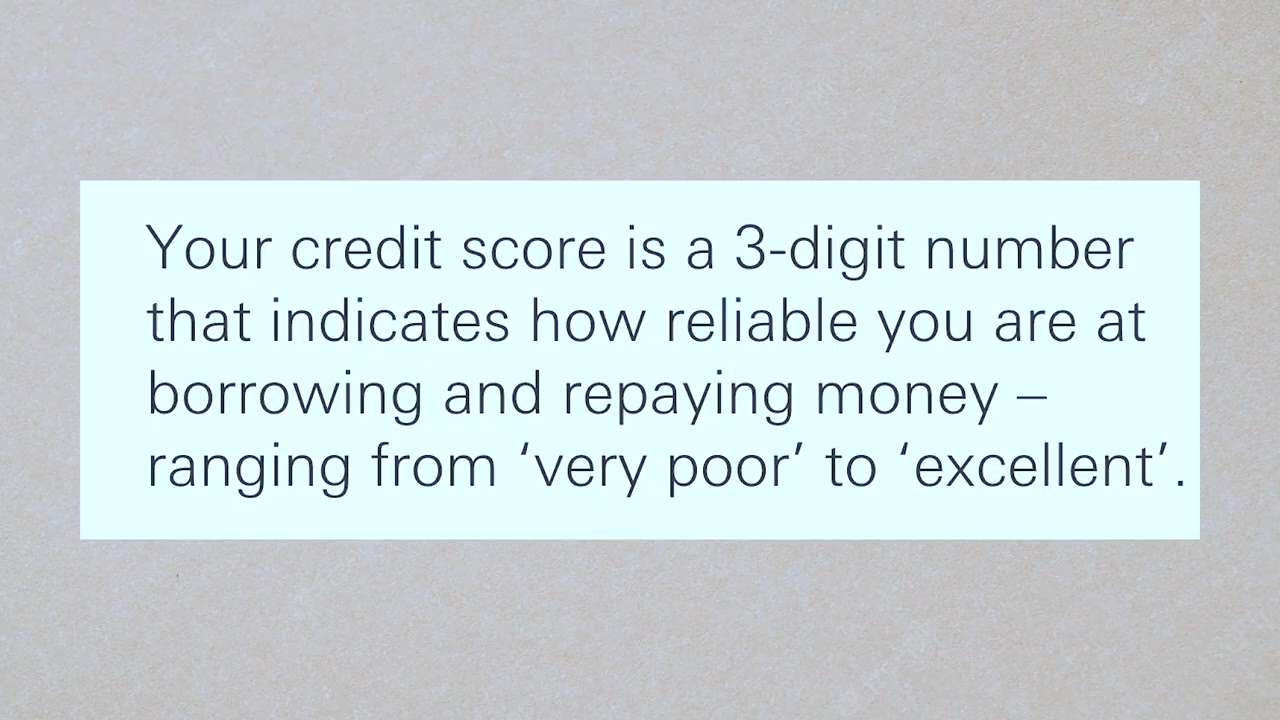 Your credit score is a 3-digit number
that indicates how reliable you are at
borrowing and repaying money –
ranging from ‘very poor’ to ‘excellent’.